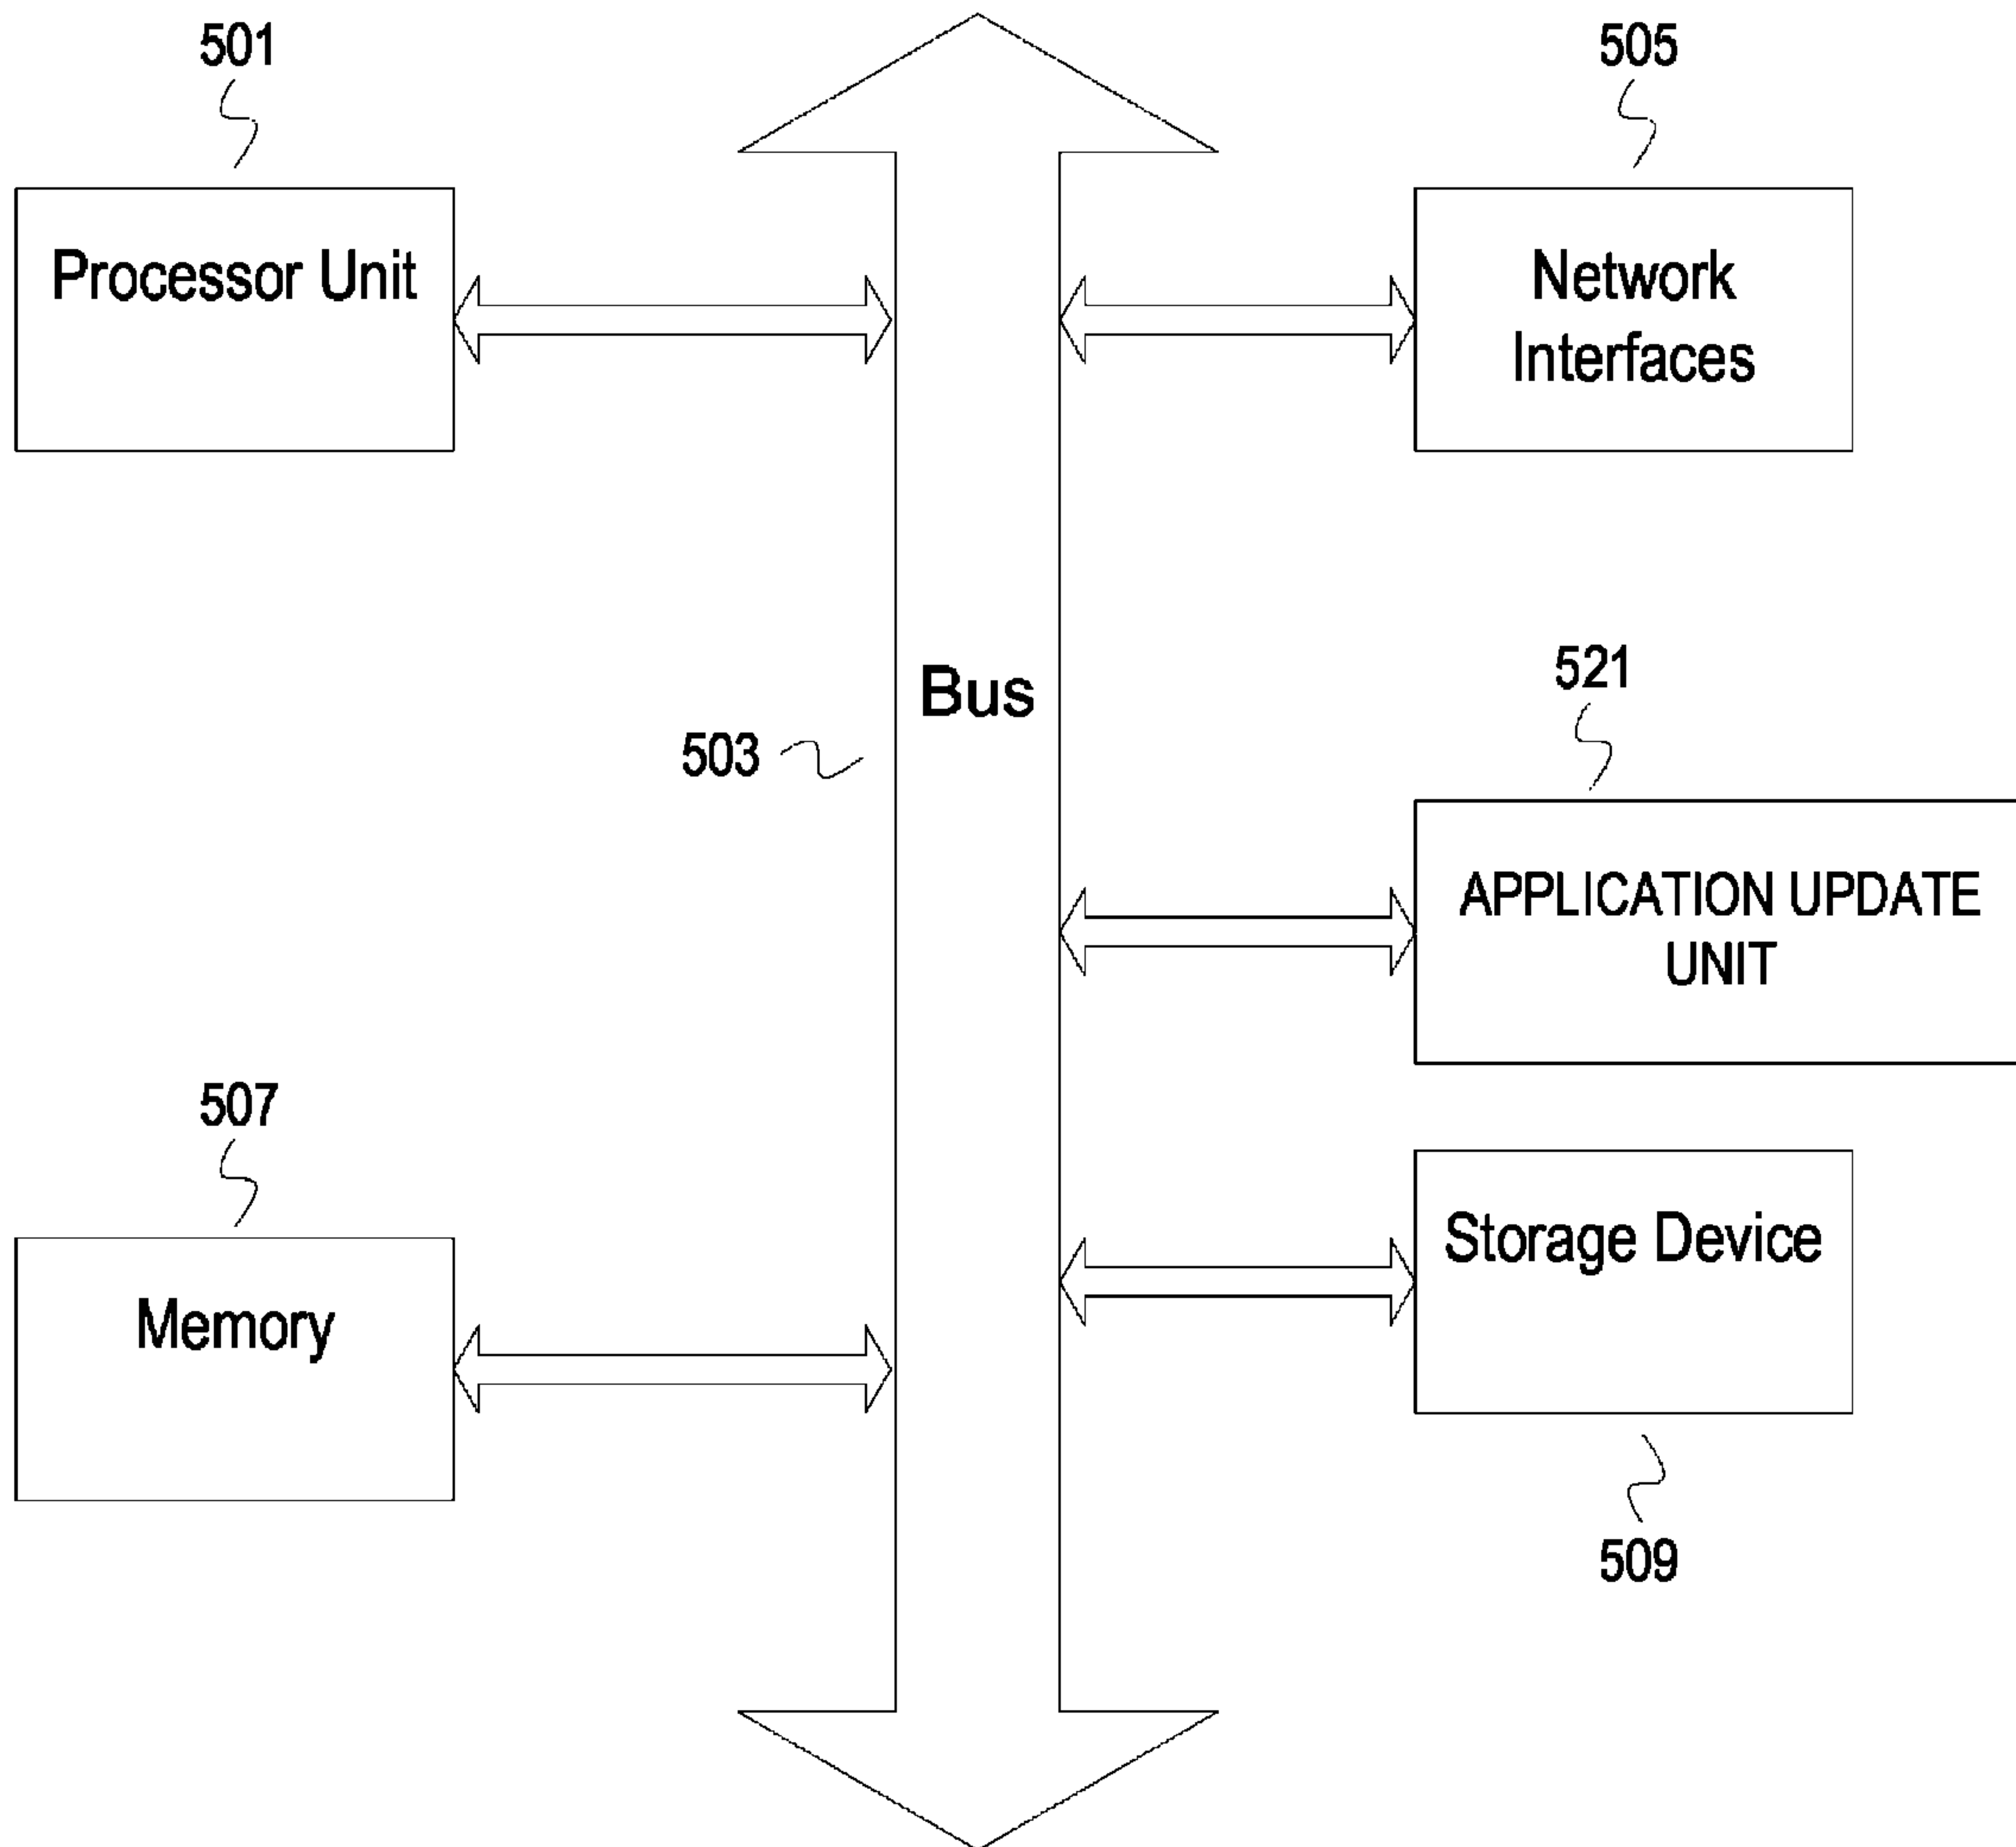 501
505
Processor Unit
Network
Interfaces
Bus
521
503
APPLICATION UPDATE
UNIT
507
Storage Device
Memory
509